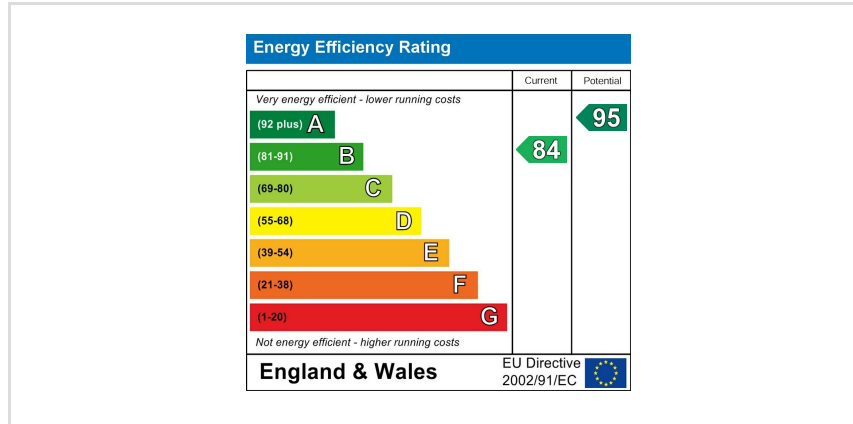 Energy Efficiency Rating
Current Potential
Very energy efficient - lower running costs
(92 plus) A
95
(81-91) B
84
(69-80) C
(55-68) D
(39-54) E
(21-38) F
(1-20) G
Not energy efficient - higher running costs
England & Wales
EU Directive
2002/91/EC